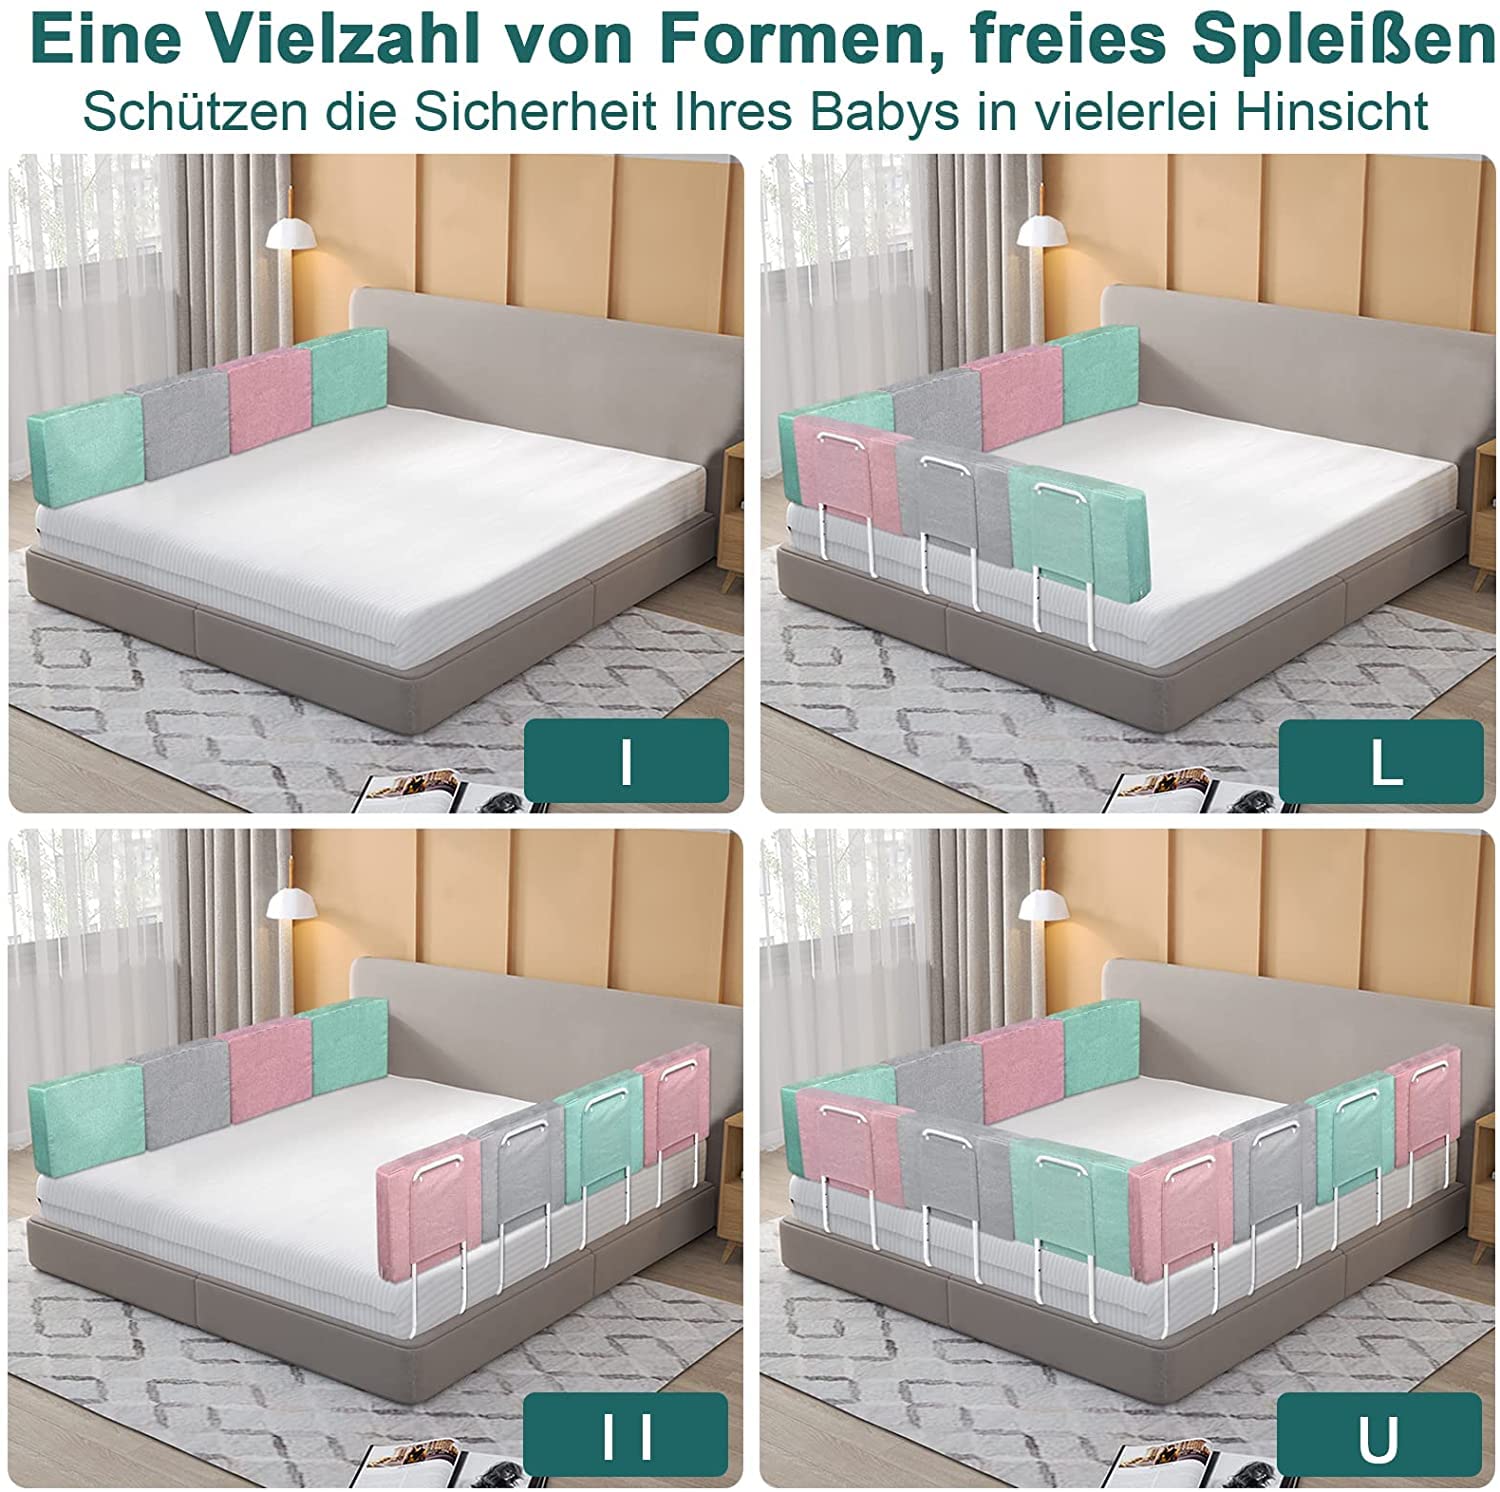 Eine Vielzahl von Formen, freies Spleißen
Schützen die Sicherheit Ihres Babys in vielerlei Hinsicht
I
L
I I
U